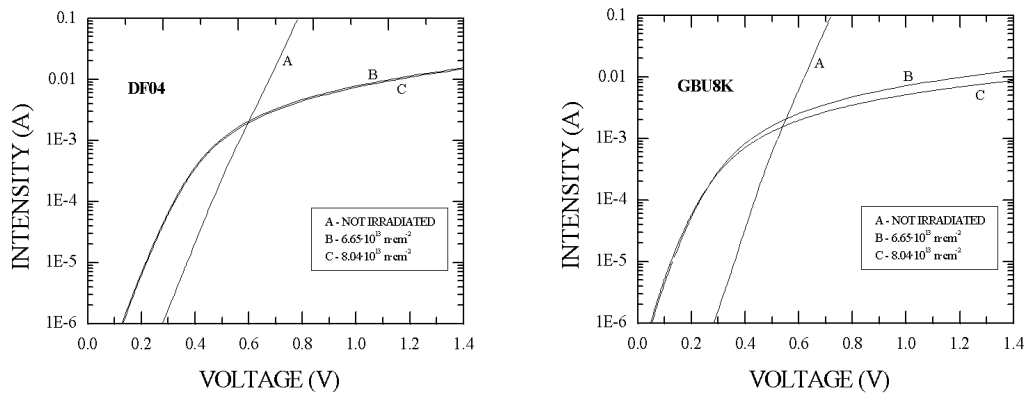 0.1
0.01
1E-3
1E-4
1E-5
1E-6
INTENSITY (A)
DF04
A
B
C
A - NOT IRRADIATED
B - 6.65·10¹³ n·cm⁻²
C - 8.04·10¹³ n·cm⁻²
0.0 0.2 0.4 0.6 0.8 1.0 1.2 1.4
VOLTAGE (V)
0.1
0.01
1E-3
1E-4
1E-5
1E-6
INTENSITY (A)
GBU8K
A
B
C
A - NOT IRRADIATED
B - 6.65·10¹³ n·cm⁻²
C - 8.04·10¹³ n·cm⁻²
0.0 0.2 0.4 0.6 0.8 1.0 1.2 1.4
VOLTAGE (V)